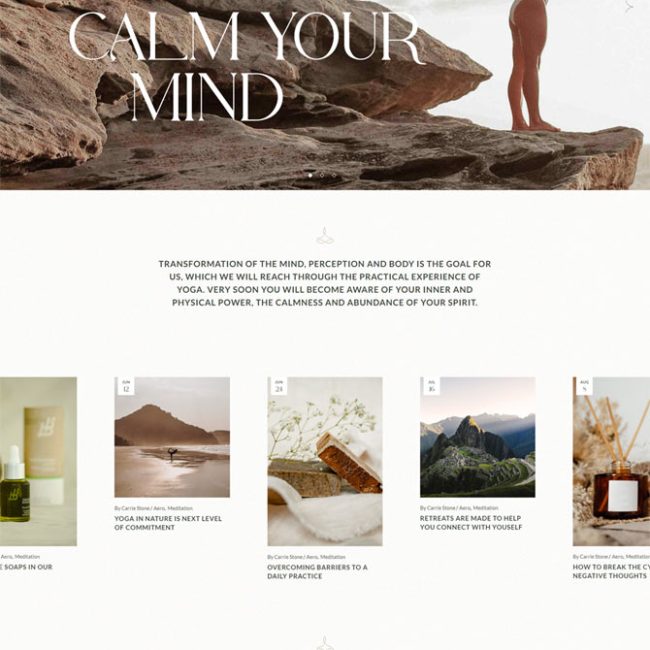 CALM YOUR
MIND
TRANSFORMATION OF THE MIND, PERCEPTION AND BODY IS THE GOAL FOR
US, WHICH WE WILL REACH THROUGH THE PRACTICAL EXPERIENCE OF
YOGA. VERY SOON YOU WILL BECOME AWARE OF YOUR INNER AND
PHYSICAL POWER, THE CALMNESS AND ABUNDANCE OF YOUR SPIRIT.
Aero, Meditation
E SOAPS IN OUR
JUN
12
By Carrie Stone / Aero, Meditation
YOGA IN NATURE IS NEXT LEVEL
OF COMMITMENT
JUN
24
By Carrie Stone / Aero, Meditation
OVERCOMING BARRIERS TO A
DAILY PRACTICE
JUL
16
By Carrie Stone / Aero, Meditation
RETREATS ARE MADE TO HELP
YOU CONNECT WITH YOUSELF
AUG
8
By Carrie Stone / Aero, Meditation
HOW TO BREAK THE CY
NEGATIVE THOUGHTS